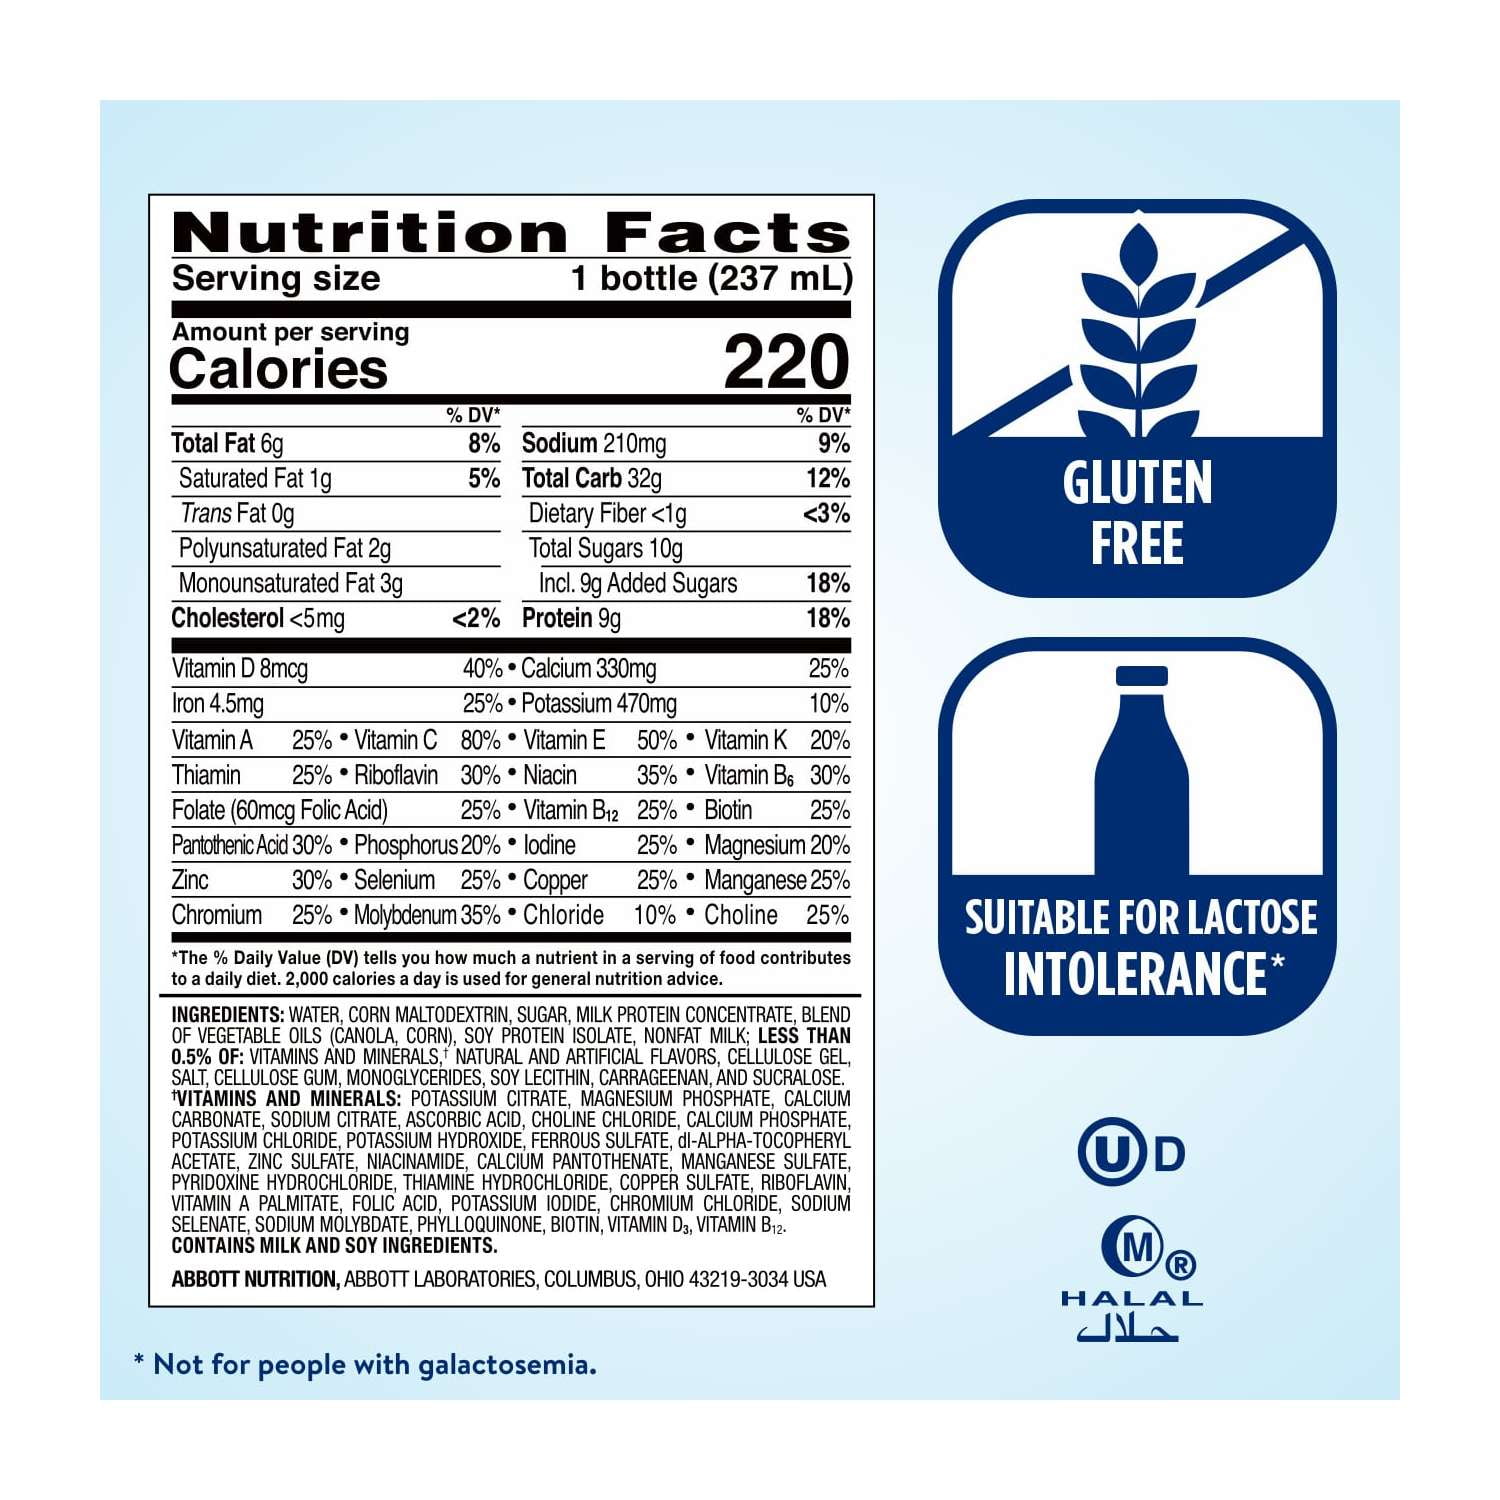 Nutrition Facts
Serving size 1 bottle (237 mL)
Amount per serving
Calories 220
% DV* % DV*
Total Fat 6g 8% Sodium 210mg 9%
Saturated Fat 1g 5% Total Carb 32g 12%
Trans Fat 0g Dietary Fiber <1g <3%
Polyunsaturated Fat 2g Total Sugars 10g
Monounsaturated Fat 3g Incl. 9g Added Sugars 18%
Cholesterol <5mg <2% Protein 9g 18%
Vitamin D 8mcg 40% • Calcium 330mg 25%
Iron 4.5mg 25% • Potassium 470mg 10%
Vitamin A 25% • Vitamin C 80% • Vitamin E 50% • Vitamin K 20%
Thiamin 25% • Riboflavin 30% • Niacin 35% • Vitamin B6 30%
Folate (60mcg Folic Acid) 25% • Vitamin B12 25% • Biotin 25%
Pantothenic Acid 30% • Phosphorus 20% • Iodine 25% • Magnesium 20%
Zinc 30% • Selenium 25% • Copper 25% • Manganese 25%
Chromium 25% • Molybdenum 35% • Chloride 10% • Choline 25%
*The % Daily Value (DV) tells you how much a nutrient in a serving of food contributes
to a daily diet. 2,000 calories a day is used for general nutrition advice.
INGREDIENTS: WATER, CORN MALTODEXTRIN, SUGAR, MILK PROTEIN CONCENTRATE, BLEND
OF VEGETABLE OILS (CANOLA, CORN), SOY PROTEIN ISOLATE, NONFAT MILK; LESS THAN
0.5% OF: VITAMINS AND MINERALS,† NATURAL AND ARTIFICIAL FLAVORS, CELLULOSE GEL,
SALT, CELLULOSE GUM, MONOGLYCERIDES, SOY LECITHIN, CARRAGEENAN, AND SUCRALOSE.
†VITAMINS AND MINERALS: POTASSIUM CITRATE, MAGNESIUM PHOSPHATE, CALCIUM
CARBONATE, SODIUM CITRATE, ASCORBIC ACID, CHOLINE CHLORIDE, CALCIUM PHOSPHATE,
POTASSIUM CHLORIDE, POTASSIUM HYDROXIDE, FERROUS SULFATE, dl-ALPHA-TOCOPHERYL
ACETATE, ZINC SULFATE, NIACINAMIDE, CALCIUM PANTOTHENATE, MANGANESE SULFATE,
PYRIDOXINE HYDROCHLORIDE, THIAMINE HYDROCHLORIDE, COPPER SULFATE, RIBOFLAVIN,
VITAMIN A PALMITATE, FOLIC ACID, POTASSIUM IODIDE, CHROMIUM CHLORIDE, SODIUM
SELENATE, SODIUM MOLYBDATE, PHYLLOQUINONE, BIOTIN, VITAMIN D3, VITAMIN B12.
CONTAINS MILK AND SOY INGREDIENTS.
ABBOTT NUTRITION, ABBOTT LABORATORIES, COLUMBUS, OHIO 43219-3034 USA
* Not for people with galactosemia.
GLUTEN
FREE
SUITABLE FOR LACTOSE
INTOLERANCE*
U D
M ®
HALAL
حلال